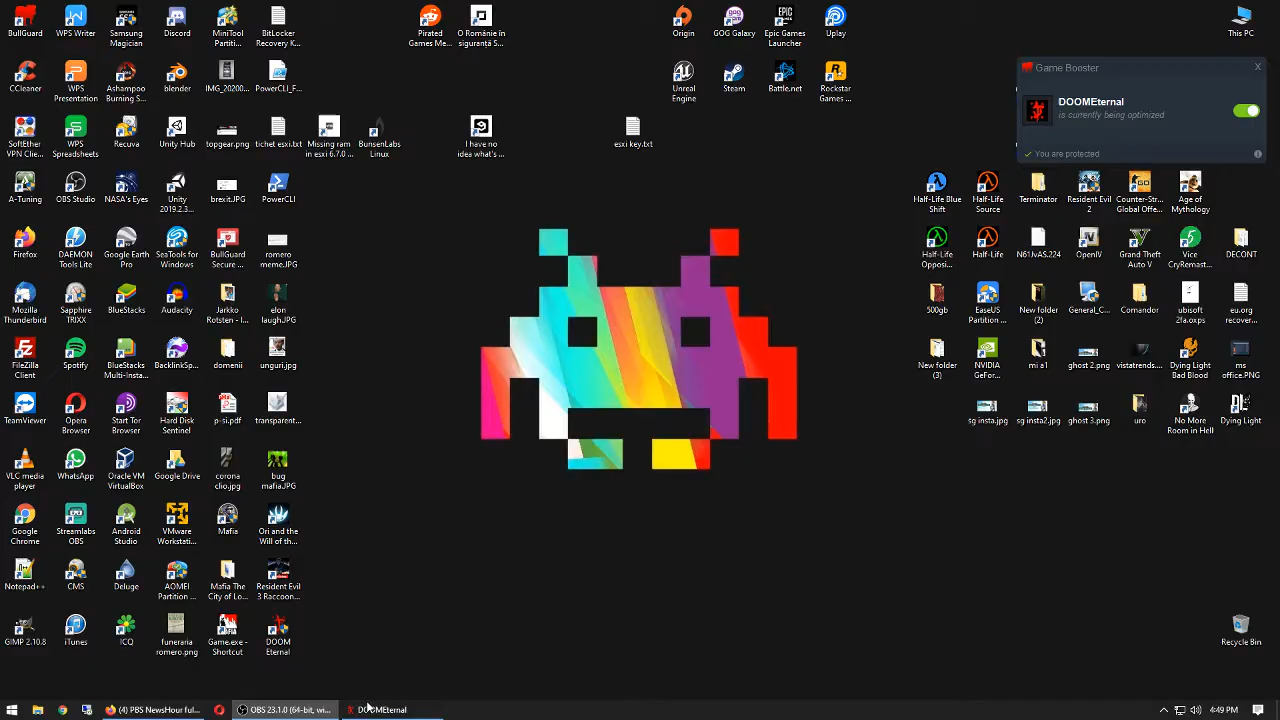 BullGuard
WPS Writer
Samsung
Magician
Discord
MiniTool
Partiti...
BitLocker
Recovery K...
Pirated
Games Me...
O România în
siguranță 5...
Origin
GOG Galaxy
Epic Games
Launcher
Uplay
This PC
CCleaner
WPS
Presentation
Ashampoo
Burning S...
blender
IMG_20200...
PowerCLI_F...
Unreal
Engine
Steam
Battle.net
Rockstar
Games ...
Game Booster
X
DOOMEternal
is currently being optimized
You are protected
SoftEther
VPN Clie...
WPS
Spreadsheets
Recuva
Unity Hub
topgear.png
tichet esxi.txt
Missing ram
in esxi 6.7.0 ...
BunsenLabs
Linux
I have no
idea what's ...
esxi key.txt
A-Tuning
OBS Studio
NASA's Eyes
Unity
2019.2.3...
brexit.JPG
PowerCLI
Half-Life Blue
Shift
Half-Life
Source
Terminator
Resident Evil
2
Counter-Str...
Global Offe...
Age of
Mythology
Firefox
DAEMON
Tools Lite
Google Earth
Pro
SeaTools for
Windows
BullGuard
Secure ...
romero
meme.JPG
Half-Life
Opposi...
Half-Life
N61JvAS.224
OpenIV
Grand Theft
Auto V
Vice
CryRemast...
DECONT
Mozilla
Thunderbird
Sapphire
TRIXX
BlueStacks
Audacity
Jarkko
Rotsten - I...
elon
laugh.JPG
500gb
EaseUS
Partition ...
New folder
(2)
General_C...
Comandor
ubisoft
2fa.oxps
eu.org
recover...
FileZilla
Client
Spotify
BlueStacks
Multi-Insta...
BacklinkSp...
domenii
unguri.jpg
New folder
(3)
NVIDIA
GeFor...
mi a1
ghost 2.png
vistatrends...
Dying Light
Bad Blood
ms
office.PNG
TeamViewer
Opera
Browser
Start Tor
Browser
Hard Disk
Sentinel
p-si.pdf
transparent...
sg insta.jpg
sg insta2.jpg
ghost 3.png
uro
No More
Room in Hell
Dying Light
VLC media
player
WhatsApp
Oracle VM
VirtualBox
Google Drive
corona
clio.jpg
bug
mafia.JPG
Google
Chrome
Streamlabs
OBS
Android
Studio
VMware
Workstati...
Mafia
Ori and the
Will of th...
Notepad++
CMS
Deluge
AOMEI
Partition ...
Mafia The
City of Lo...
Resident Evil
3 Raccoon...
GIMP 2.10.8
iTunes
ICQ
funeraria
romero.png
Game.exe -
Shortcut
DOOM
Eternal
Recycle Bin
(4) PBS NewsHour ful...
OBS 23.1.0 (64-bit, wi...
DOOMEternal
4:49 PM